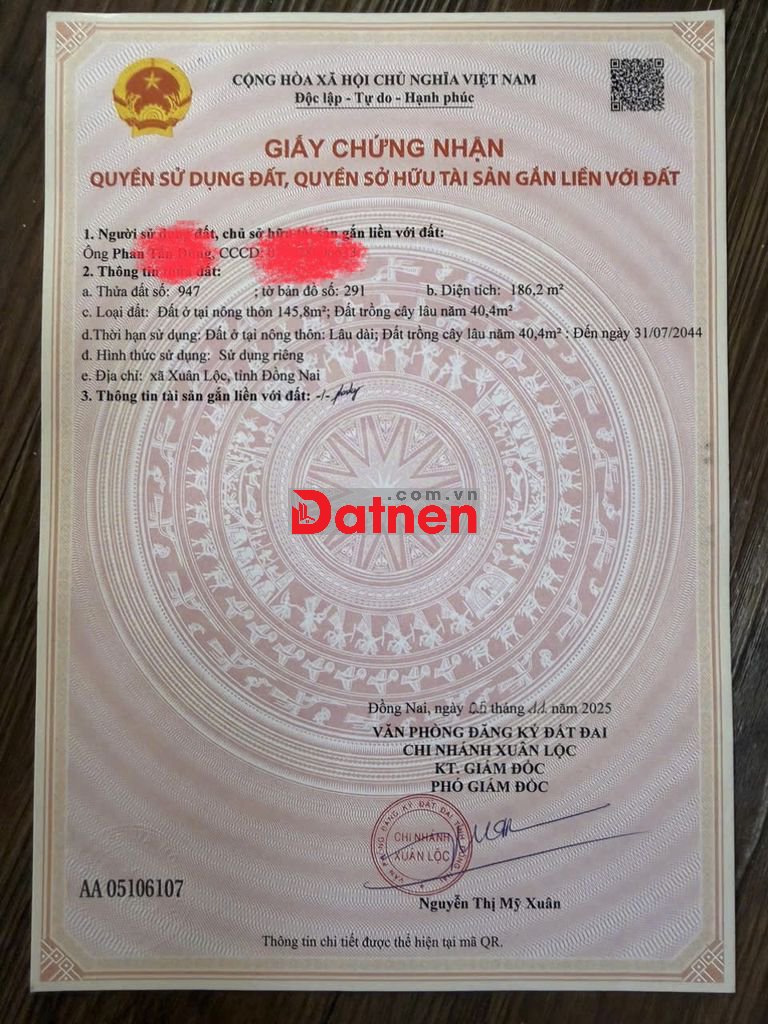 CỘNG HÒA XÃ HỘI CHỦ NGHĨA VIỆT NAM
Độc lập - Tự do - Hạnh phúc
GIẤY CHỨNG NHẬN
QUYỀN SỬ DỤNG ĐẤT, QUYỀN SỞ HỮU TÀI SẢN GẮN LIỀN VỚI ĐẤT
1. Người sử dụng đất, chủ sở hữu tài sản gắn liền với đất:
Ông CCCD:
2. Thông tin thửa đất:
a. Thửa đất số: 947 ; tờ bản đồ số: 291 b. Diện tích: 186,2 m²
c. Loại đất: Đất ở tại nông thôn 145,8m²; Đất trồng cây lâu năm 40,4m²
d.Thời hạn sử dụng: Đất ở tại nông thôn: Lâu dài; Đất trồng cây lâu năm 40,4m² : Đến ngày 31/07/2044
đ. Hình thức sử dụng: Sử dụng riêng
e. Địa chỉ: xã Xuân Lộc, tỉnh Đồng Nai
3. Thông tin tài sản gắn liền với đất: -/-
.com.vn
Datnen
Đồng Nai, ngày tháng 11 năm 2025
VĂN PHÒNG ĐĂNG KÝ ĐẤT ĐAI
CHI NHÁNH XUÂN LỘC
KT. GIÁM ĐỐC
PHÓ GIÁM ĐỐC
VĂN PHÒNG ĐĂNG KÝ ĐẤT ĐAI TỈNH ĐỒNG NAI
CHI NHÁNH
XUÂN LỘC
Nguyễn Thị Mỹ Xuân
AA 05106107
Thông tin chi tiết được thể hiện tại mã QR.